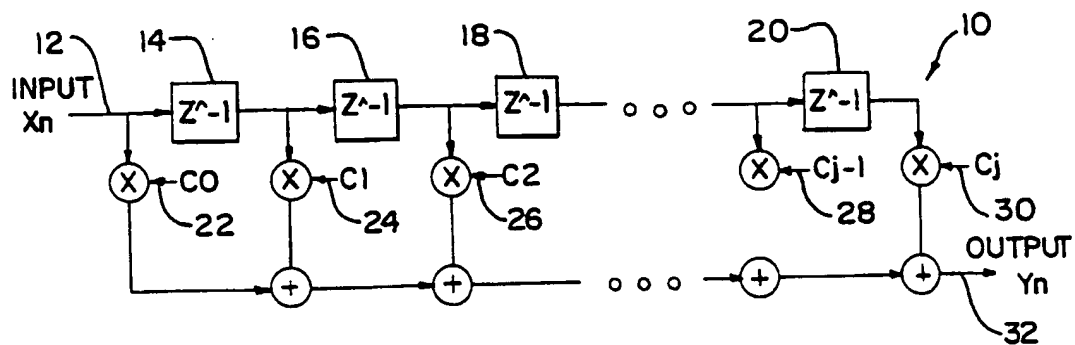 12 14 16 18 20 10
INPUT
Xn
Z^-1 Z^-1 Z^-1 Z^-1
X C0 X C1 X C2 X Cj-1 X Cj
22 24 26 28 30
OUTPUT
+ + + +
Yn
32